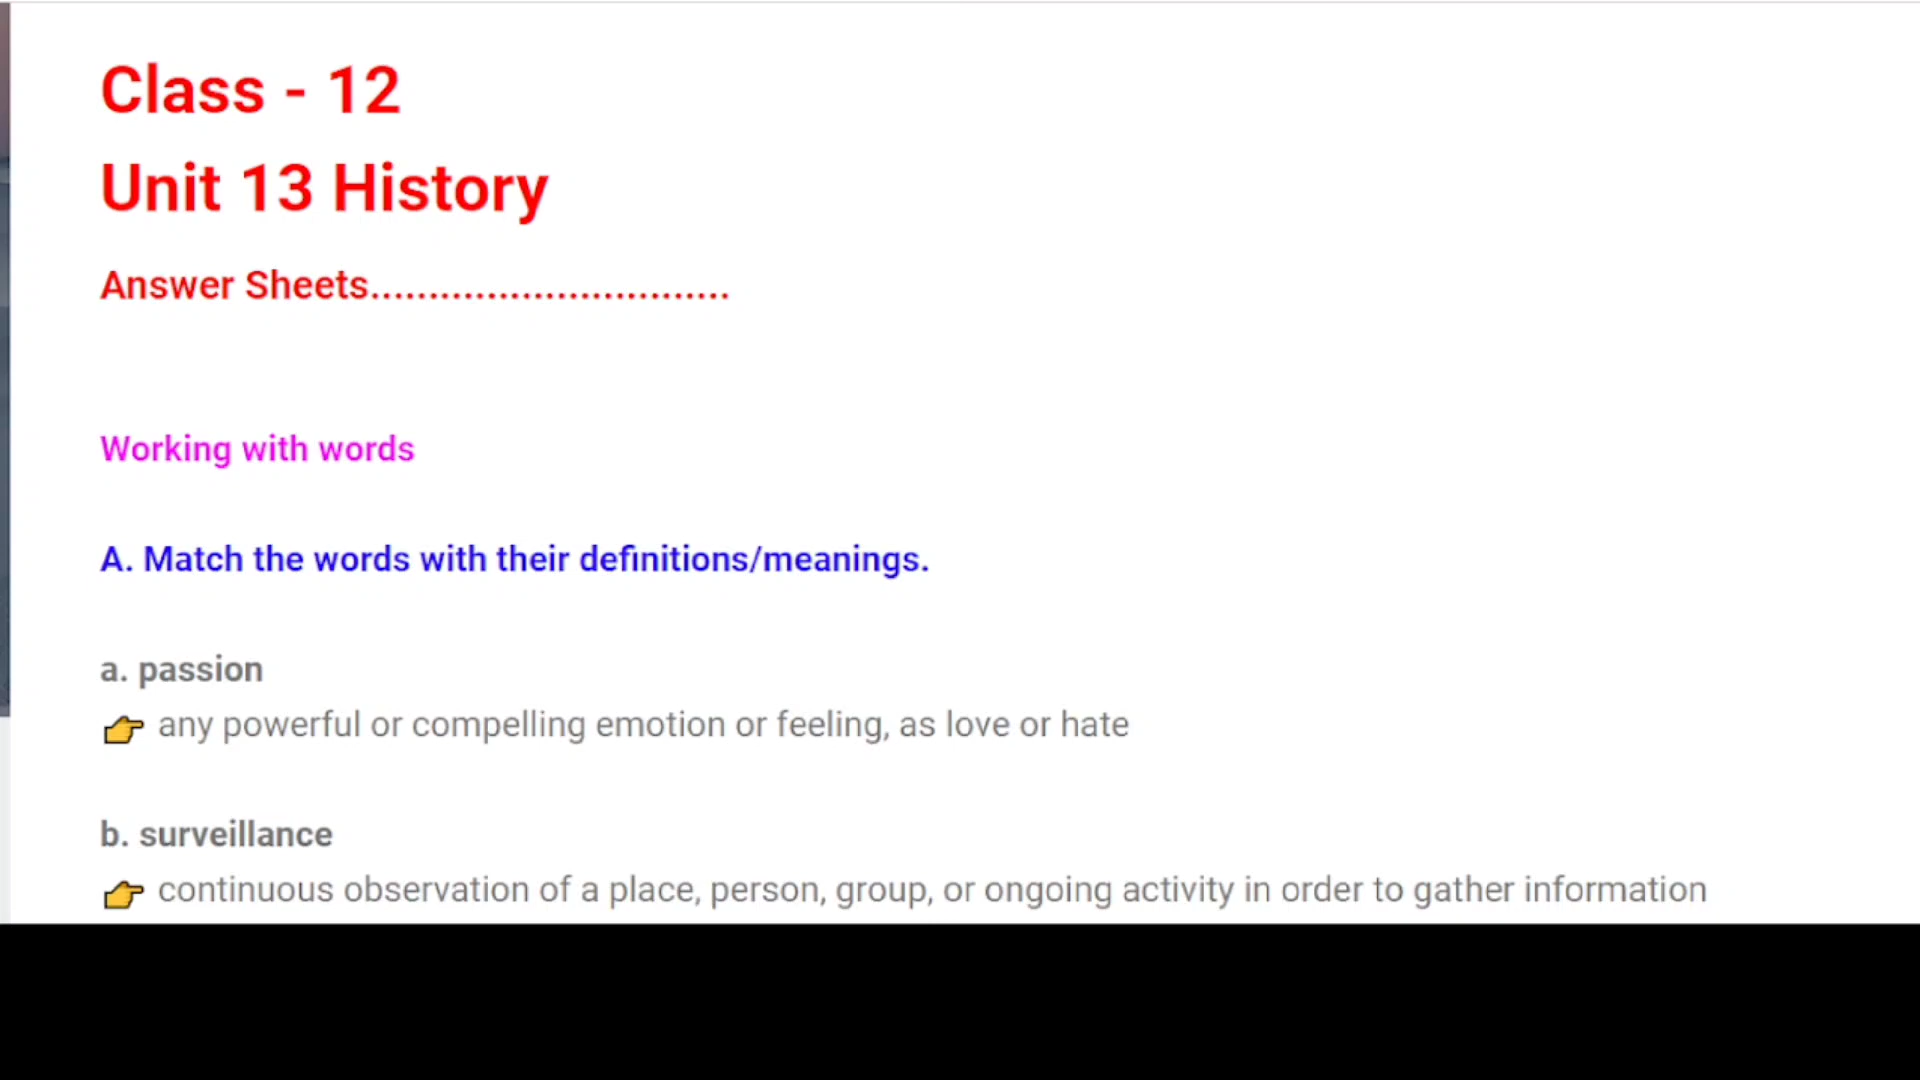 Class - 12
Unit 13 History
Answer Sheets...............................
Working with words
A. Match the words with their definitions/meanings.
a. passion
👉 any powerful or compelling emotion or feeling, as love or hate
b. surveillance
👉 continuous observation of a place, person, group, or ongoing activity in order to gather information